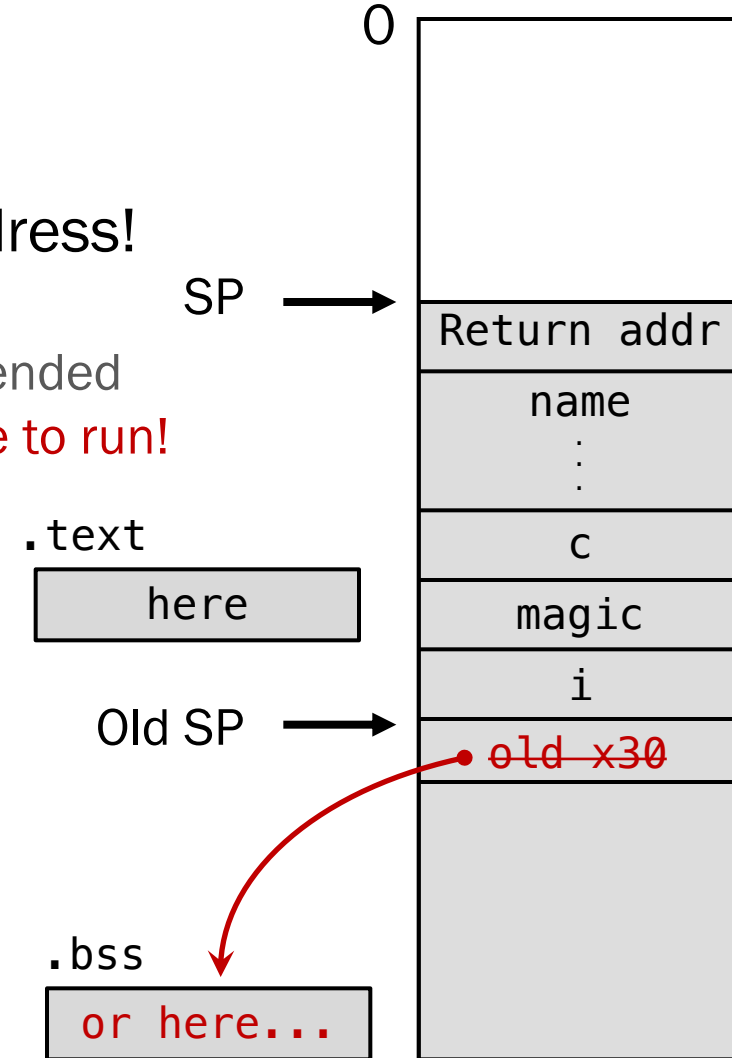 0
dress!
SP
Return addr
ended
name
.
.
.
e to run!
.text
c
here
magic
i
Old SP
old x30
.bss
or here...